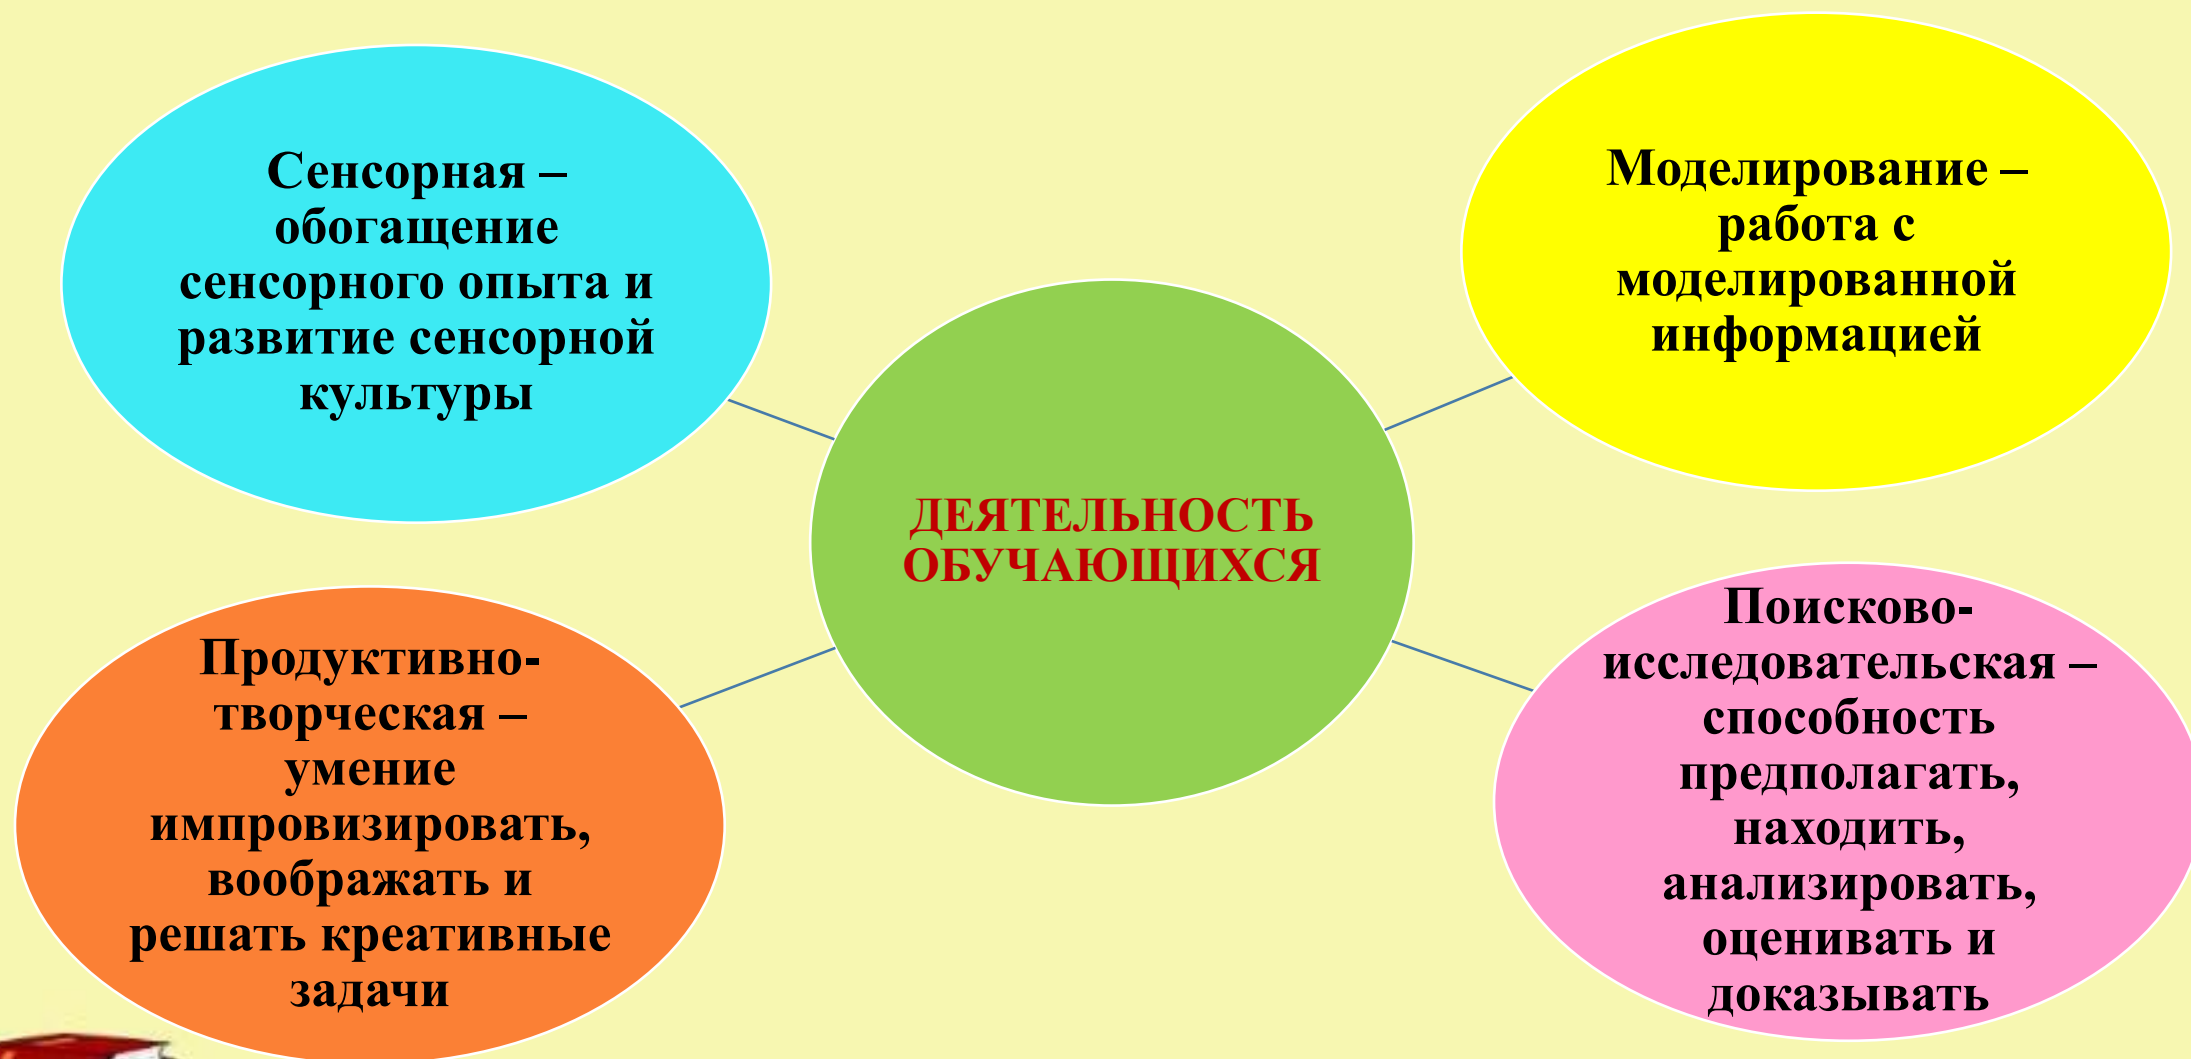 Сенсорная –
обогащение
сенсорного опыта и
развитие сенсорной
культуры
Моделирование –
работа с
моделированной
информацией
ДЕЯТЕЛЬНОСТЬ
ОБУЧАЮЩИХСЯ
Продуктивно-
творческая –
умение
импровизировать,
воображать и
решать креативные
задачи
Поисково-
исследовательская –
способность
предполагать,
находить,
анализировать,
оценивать и
доказывать